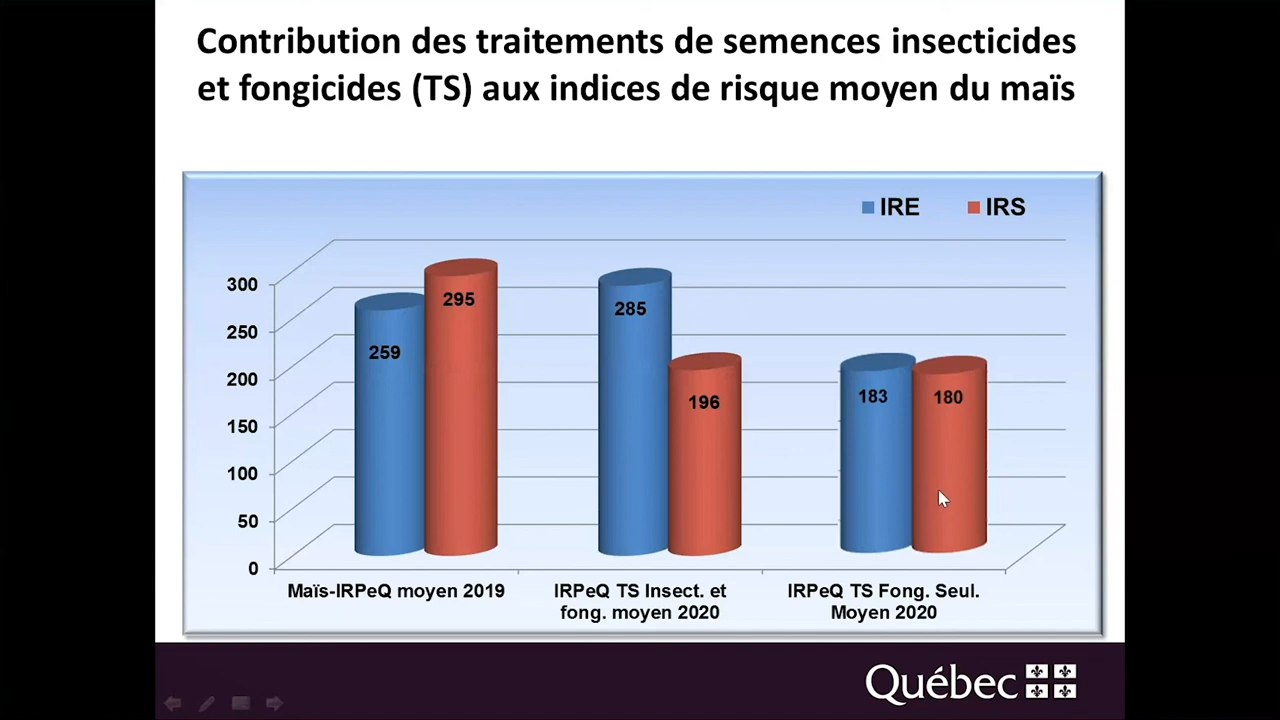 Contribution des traitements de semences insecticides
et fongicides (TS) aux indices de risque moyen du maïs
IRE IRS
300
250
200
150
100
50
0
259
295
285
196
183
180
Maïs-IRPeQ moyen 2019
IRPeQ TS Insect. et
fong. moyen 2020
IRPeQ TS Fong. Seul.
Moyen 2020
Québec